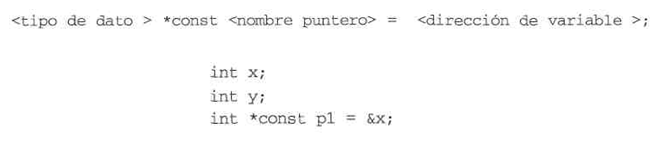 <tipo de dato > *const <nombre puntero> = <dirección de variable >;
int x;
int y;
int *const p1 = &x;